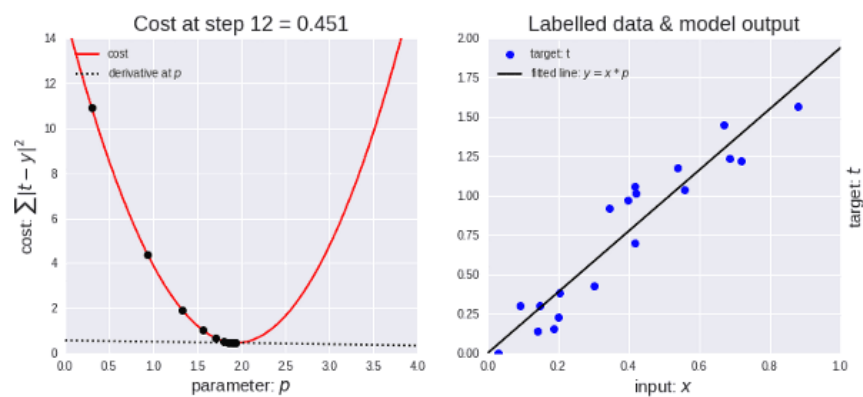 Cost at step 12 = 0.451
14
12
10
8
6
4
2
0
cost: ∑|t − y|²
cost
derivative at p
0.0 0.5 1.0 1.5 2.0 2.5 3.0 3.5 4.0
parameter: p
Labelled data & model output
2.00
1.75
1.50
1.25
1.00
0.75
0.50
0.25
0.00
target: t
fitted line: y = x * p
0.0 0.2 0.4 0.6 0.8 1.0
input: x
target: t